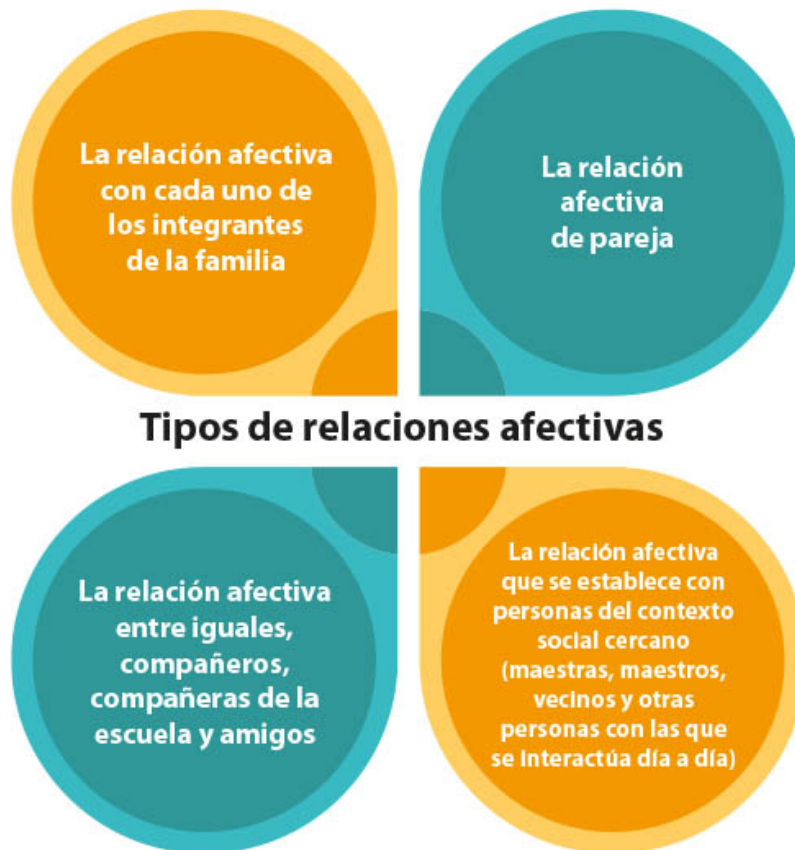 La relación afectiva
con cada uno de
los integrantes
de la familia
La relación
afectiva
de pareja
Tipos de relaciones afectivas
La relación afectiva
entre iguales,
compañeros,
compañeras de la
escuela y amigos
La relación afectiva
que se establece con
personas del contexto
social cercano
(maestras, maestros,
vecinos y otras
personas con las que
se interactúa día a día)